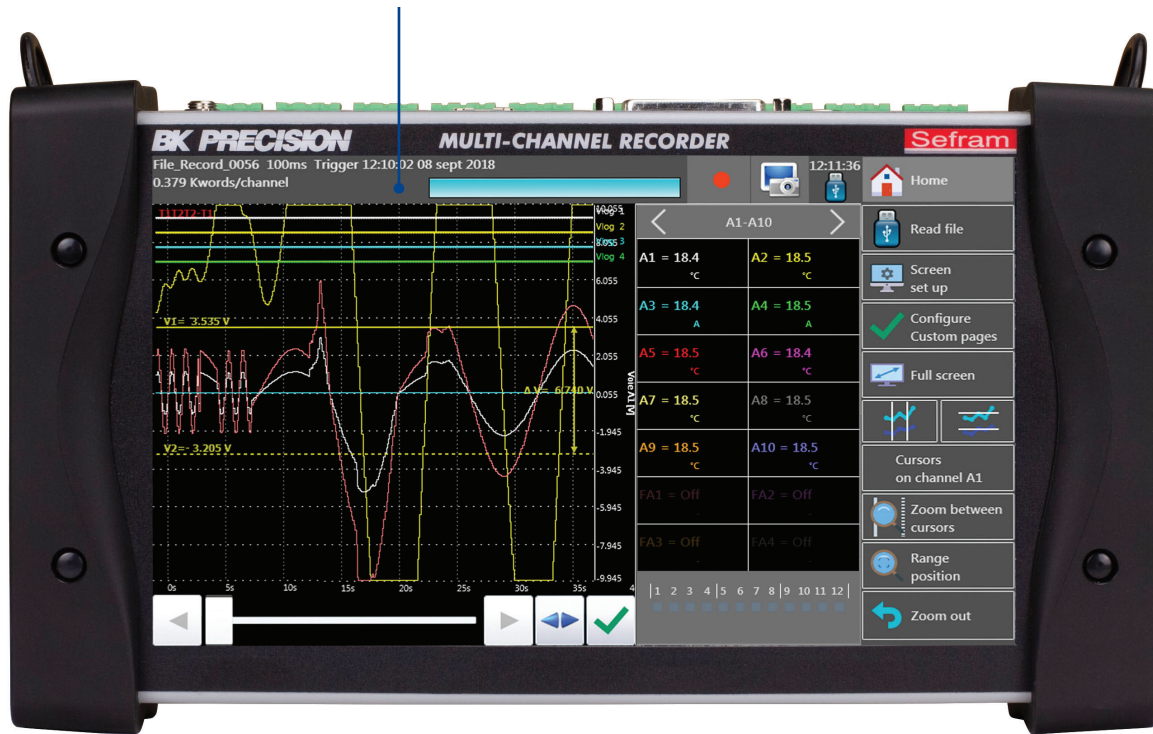 BK PRECISION
MULTI-CHANNEL RECORDER
Sefram
File_Record_0056 100ms Trigger 12:10:02 08 sept 2018
0.379 Kwords/channel
12:11:36
Home
Read file
Screen
set up
Configure
Custom pages
Full screen
Cursors
on channel A1
Zoom between
cursors
Range
position
Zoom out
T1T2T2-T1
Vlog 1
Vlog 2
Vlog 4
6.055
4.055
2.055
0.055
-1.945
-3.945
-5.945
-7.945
-9.945
V1= 3.535 V
Δ V= 6.740 V
V2=- 3.205 V
0s 5s 10s 15s 20s 25s 30s 35s 4
A1-A10
A1 = 18.4
°C
A2 = 18.5
°C
A3 = 18.4
A
A4 = 18.5
A
A5 = 18.5
°C
A6 = 18.4
°C
A7 = 18.5
°C
A8 = 18.5
°C
A9 = 18.5
°C
A10 = 18.5
°C
FA1 = Off
FA2 = Off
FA3 = Off
FA4 = Off
1 2 3 4 5 6 7 8 9 10 11 12